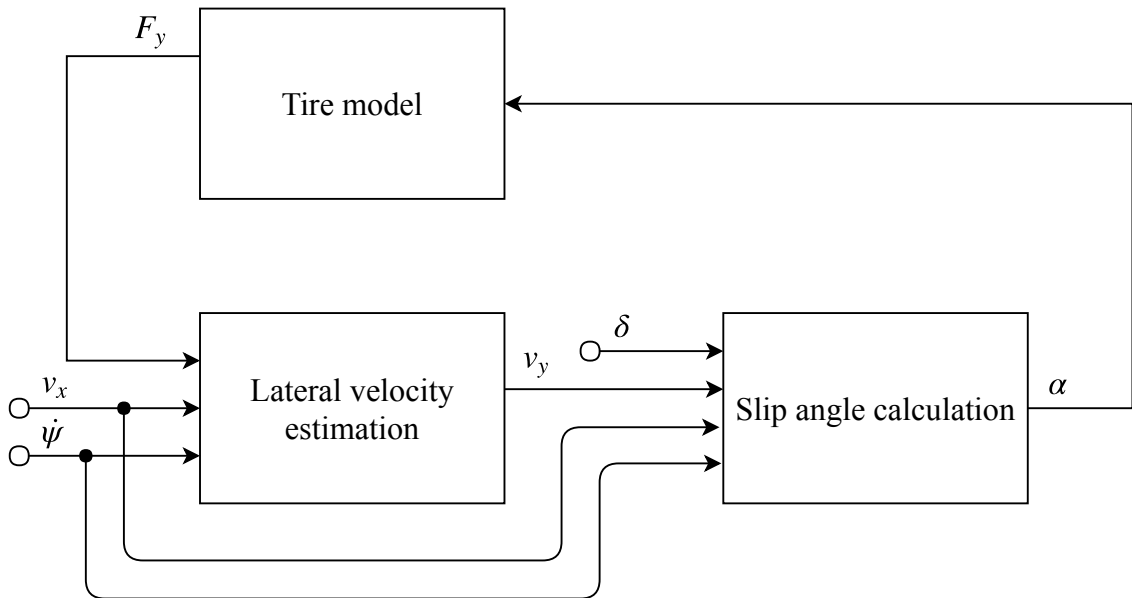 F_y
Tire model
δ
v_y
v_x
Lateral velocity
estimation
α
Slip angle calculation
ψ̇